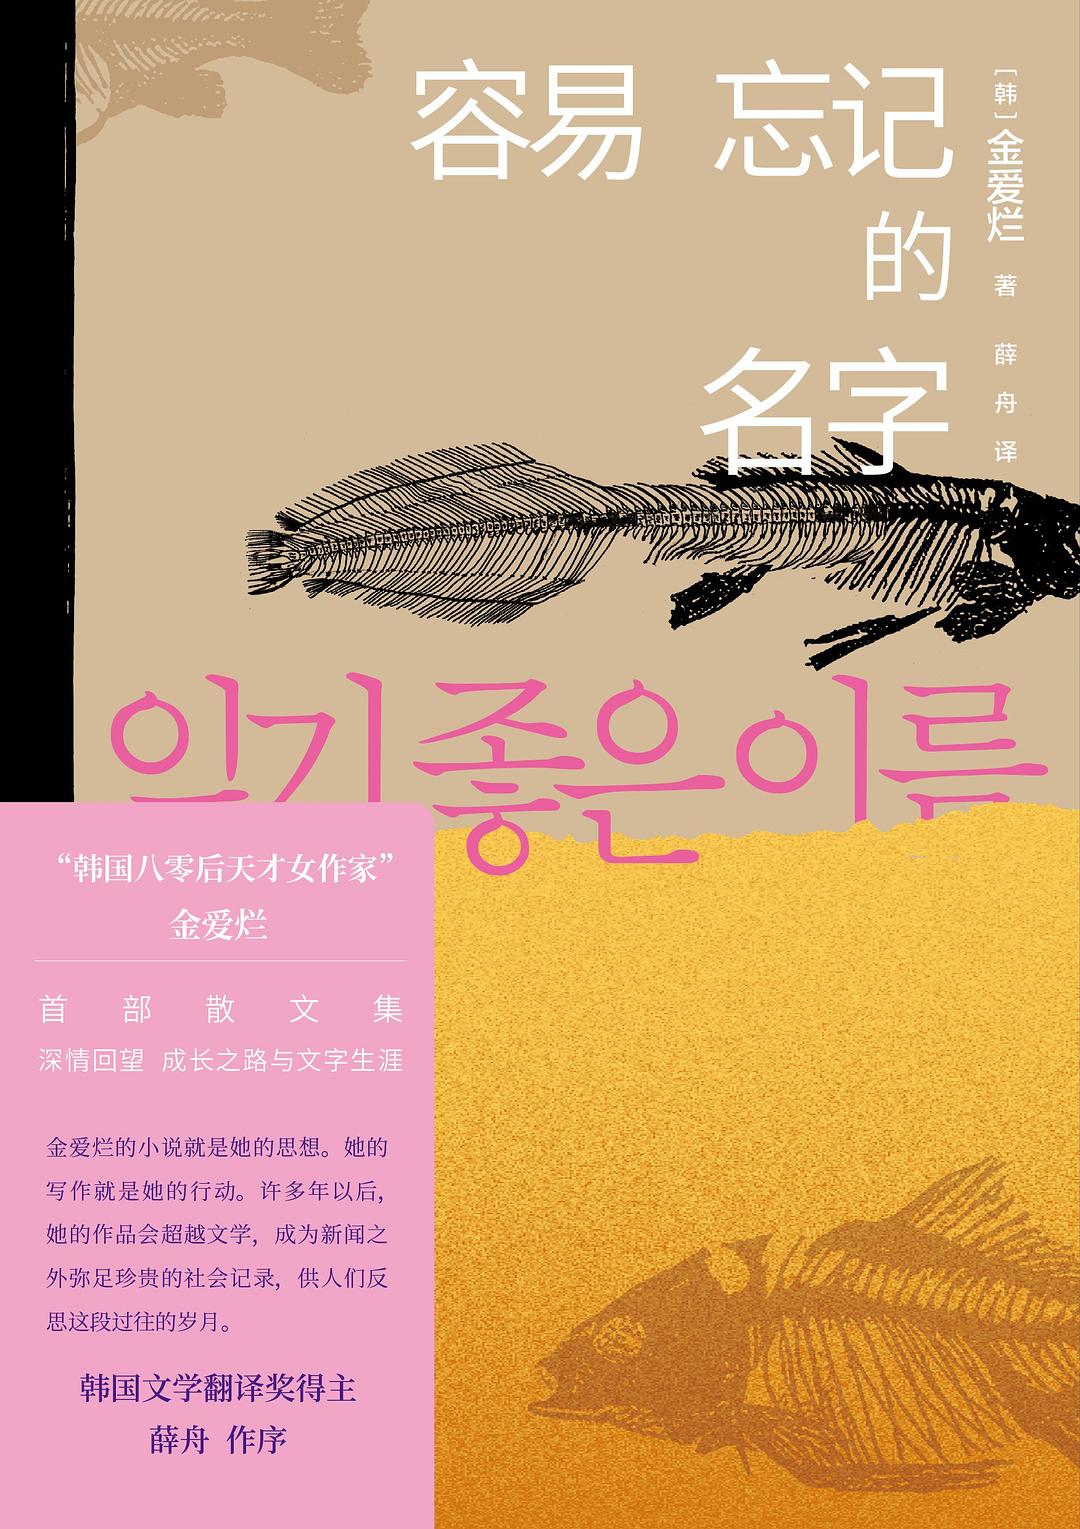 容易 忘记
的
名字
[韩] 金爱烂 著 薛舟 译
잊기 좋은 이름
“韩国八零后天才女作家”
金爱烂
首部散文集
深情回望 成长之路与文字生涯
金爱烂的小说就是她的思想。她的
写作就是她的行动。许多年以后，
她的作品会超越文学，成为新闻之
外弥足珍贵的社会记录，供人们反
思这段过往的岁月。
韩国文学翻译奖得主
薛舟 作序